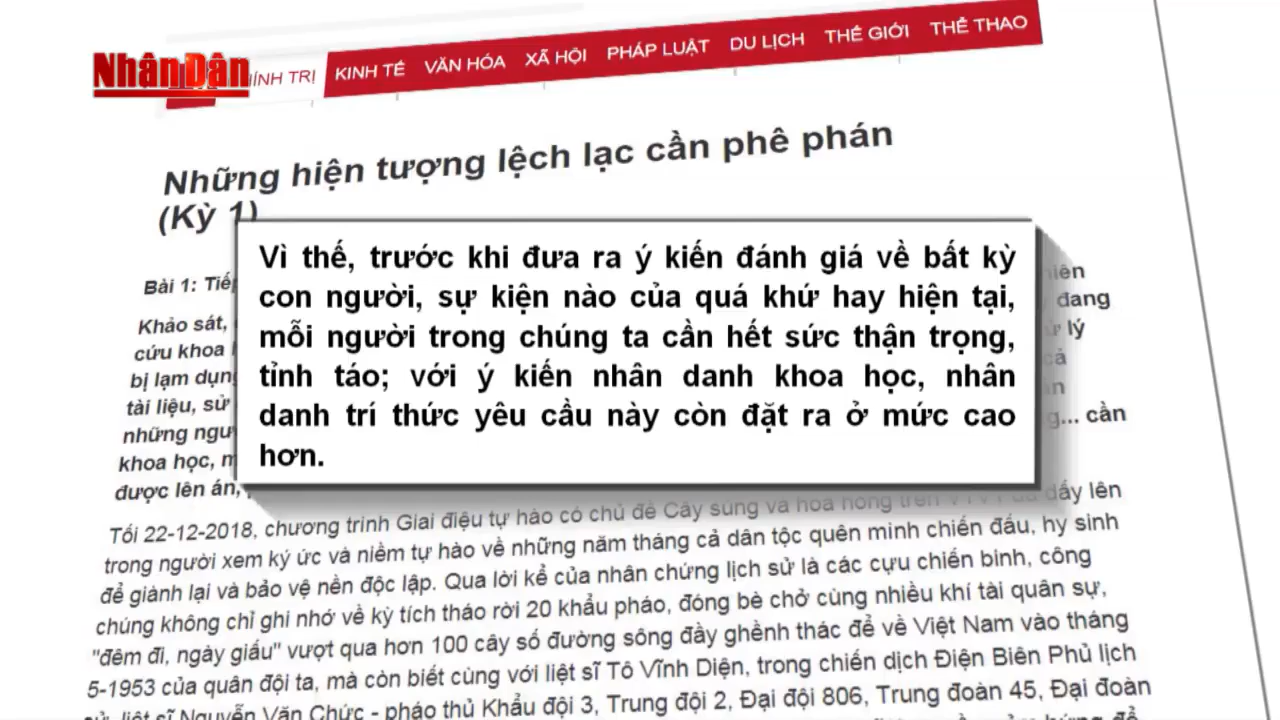 NhânDân
CHÍNH TRỊ KINH TẾ VĂN HÓA XÃ HỘI PHÁP LUẬT DU LỊCH THẾ GIỚI THỂ THAO
Những hiện tượng lệch lạc cần phê phán
(Kỳ 1)
Vì thế, trước khi đưa ra ý kiến đánh giá về bất kỳ
con người, sự kiện nào của quá khứ hay hiện tại,
mỗi người trong chúng ta cần hết sức thận trọng,
tỉnh táo; với ý kiến nhân danh khoa học, nhân
danh trí thức yêu cầu này còn đặt ra ở mức cao
hơn.
Bài 1:
Khảo sát, đang
cứu khoa lý
bị lạm dụng
tài liệu, sử
những cần
khoa học,
được lên án,
Tối 22-12-2018, chương trình Giai điệu tự hào có chủ đề Cây súng và hoa hồng trên dấy lên
trong người xem ký ức và niềm tự hào về những năm tháng cả dân tộc quên mình chiến đấu, hy sinh
để giành lại và bảo vệ nền độc lập. Qua lời kể của nhân chứng lịch sử là các cựu chiến binh, công
chúng không chỉ ghi nhớ về kỳ tích tháo rời 20 khẩu pháo, đóng bè chở cùng nhiều khí tài quân sự,
"đêm đi, ngày giấu" vượt qua hơn 100 cây số đường sông đầy ghềnh thác để về Việt Nam vào tháng
5-1953 của quân đội ta, mà còn biết cùng với liệt sĩ Tô Vĩnh Diện, trong chiến dịch Điện Biên Phủ lịch
sử, liệt sĩ Nguyễn Văn Chức - pháo thủ Khẩu đội 3, Trung đội 2, Đại đội 806, Trung đoàn 45, Đại đoàn